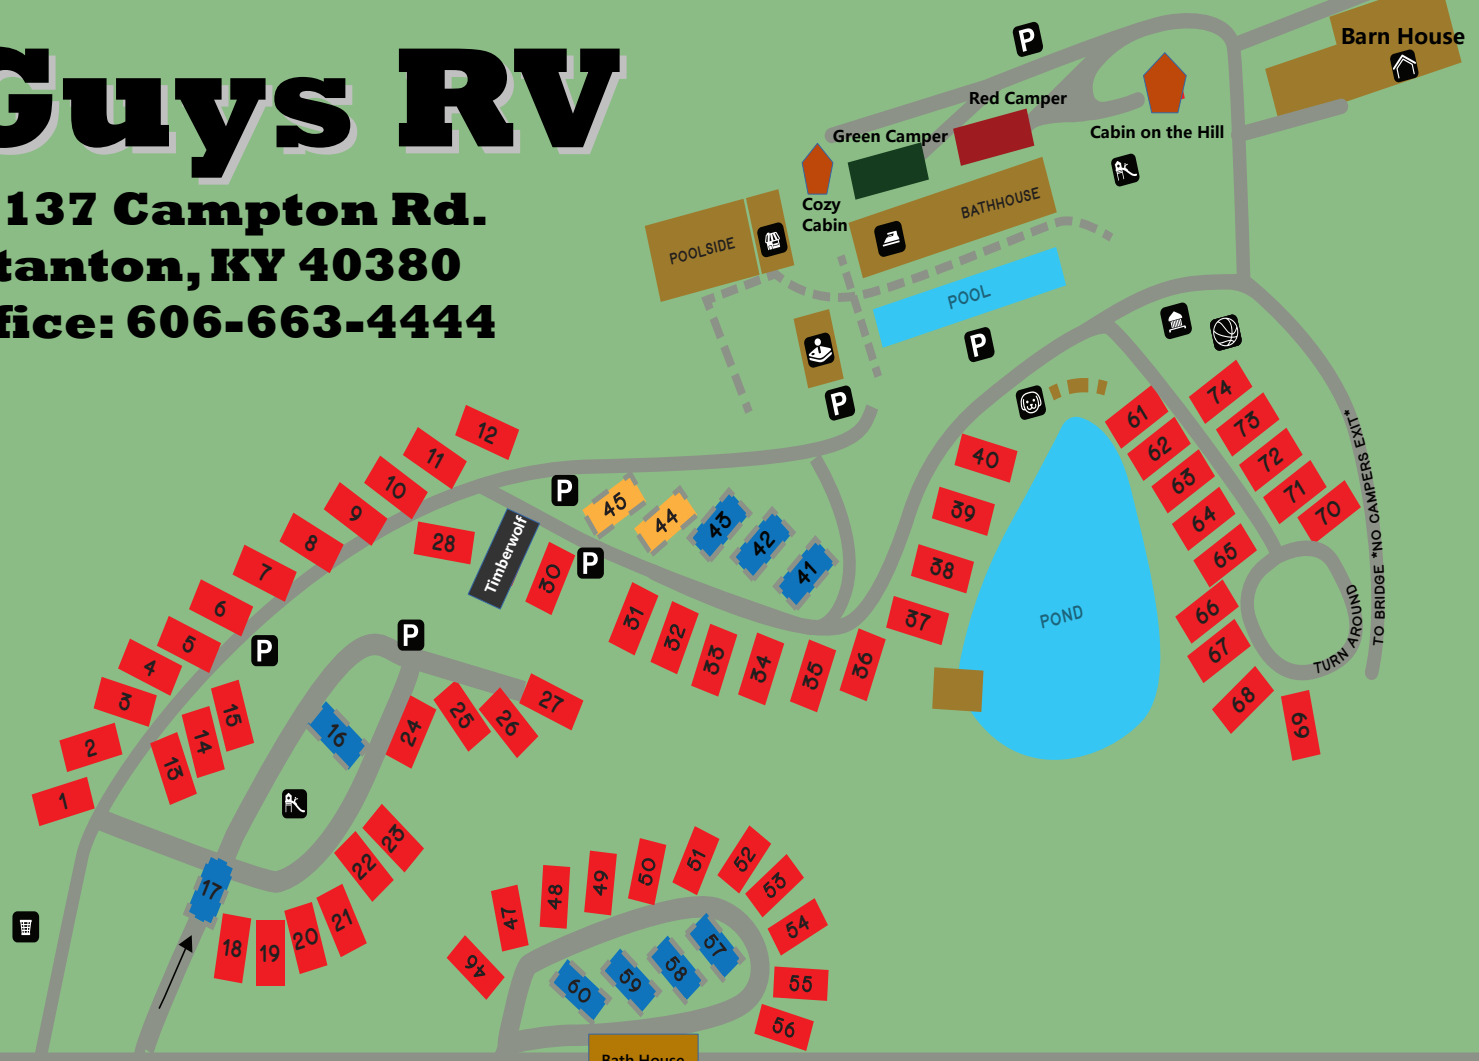 Guys RV
137 Campton Rd.
tanton, KY 40380
fice: 606-663-4444
P
Barn House
Red Camper
Green Camper
Cabin on the Hill
Cozy
Cabin
BATHHOUSE
POOLSIDE
POOL
P
P
74
61
73
62
72
63
71
70
64
65
66
67
68
69
TURN AROUND
TO BRIDGE *NO CAMPERS EXIT*
40
39
38
37
POND
12
11
10
9
8
7
6
5
4
3
2
1
28
Timberwolf
30
P
P
45
44
43
42
41
31
32
33
34
35
36
P
P
15
14
13
16
24
25
26
27
17
18
19
20
21
22
23
46
47
48
49
50
51
52
53
54
55
56
57
58
59
60
Bath House